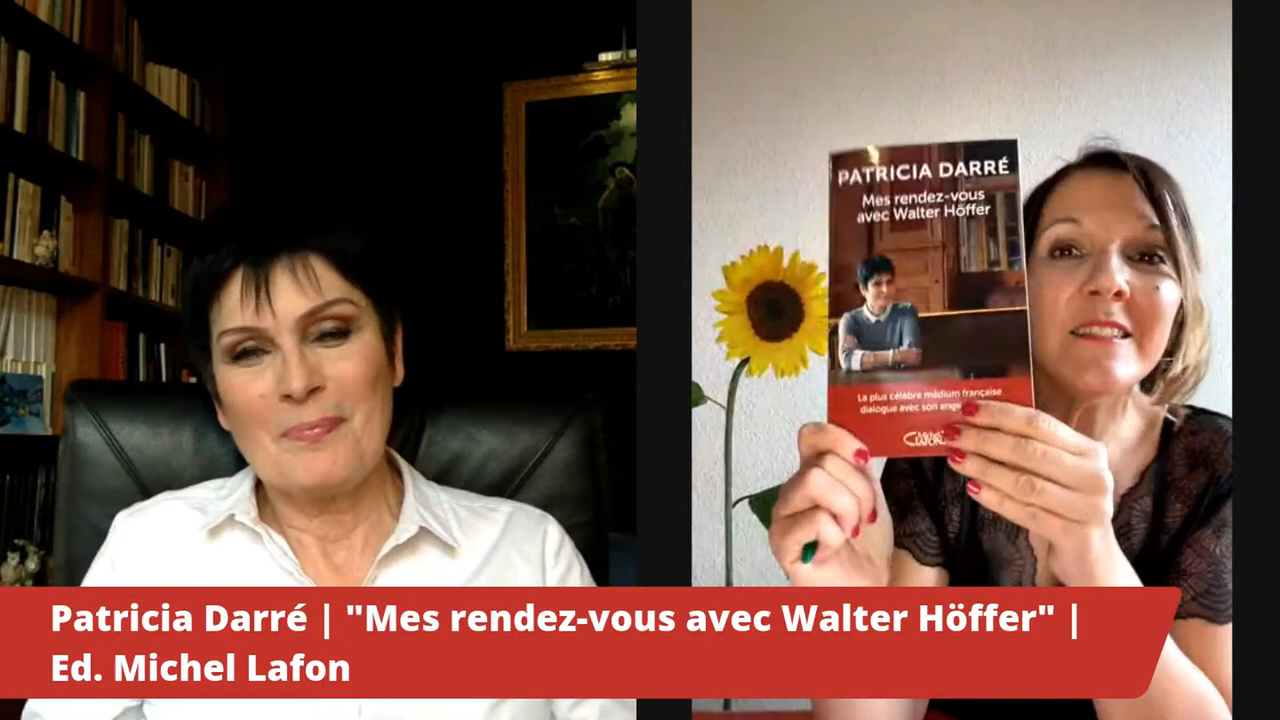 PATRICIA DARRÉ
Mes rendez-vous
avec Walter Höffer
La plus célèbre médium française
dialogue avec son ange
LAFON
Patricia Darré | "Mes rendez-vous avec Walter Höffer" |
Ed. Michel Lafon